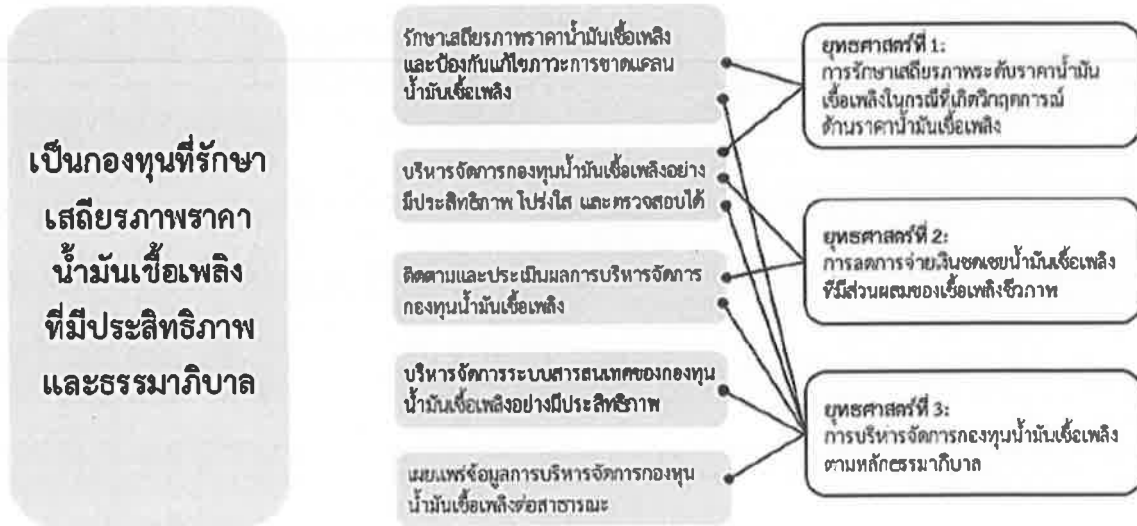 เป็นกองทุนที่รักษา
เสถียรภาพราคา
น้ำมันเชื้อเพลิง
ที่มีประสิทธิภาพ
และธรรมาภิบาล
รักษาเสถียรภาพราคาน้ำมันเชื้อเพลิง
และป้องกันแก้ไขภาวะการขาดแคลน
น้ำมันเชื้อเพลิง
บริหารจัดการกองทุนน้ำมันเชื้อเพลิงอย่าง
มีประสิทธิภาพ โปร่งใส และตรวจสอบได้
ติดตามและประเมินผลการบริหารจัดการ
กองทุนน้ำมันเชื้อเพลิง
บริหารจัดการระบบสารสนเทศของกองทุน
น้ำมันเชื้อเพลิงอย่างมีประสิทธิภาพ
เผยแพร่ข้อมูลการบริหารจัดการกองทุน
น้ำมันเชื้อเพลิงต่อสาธารณะ
ยุทธศาสตร์ที่ 1:
การรักษาเสถียรภาพระดับราคาน้ำมัน
เชื้อเพลิงในกรณีที่เกิดวิกฤตการณ์
ด้านราคาน้ำมันเชื้อเพลิง
ยุทธศาสตร์ที่ 2:
การลดการจ่ายเงินชดเชยน้ำมันเชื้อเพลิง
ที่มีส่วนผสมของเชื้อเพลิงชีวภาพ
ยุทธศาสตร์ที่ 3:
การบริหารจัดการกองทุนน้ำมันเชื้อเพลิง
ตามหลักธรรมาภิบาล